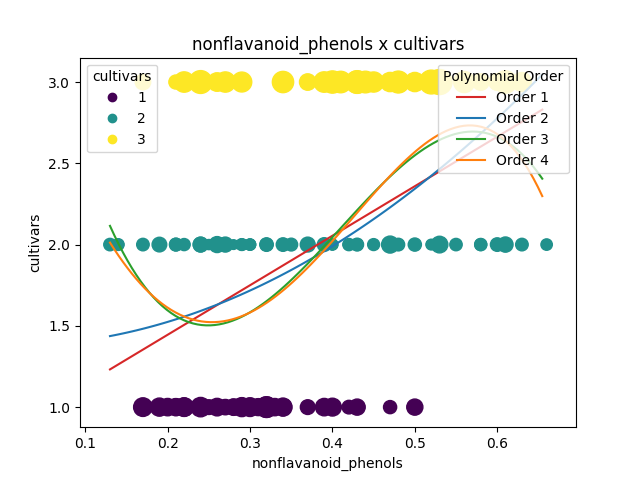 nonflavanoid_phenols x cultivars
cultivars
1
2
3
Polynomial Order
Order 1
Order 2
Order 3
Order 4
3.0
2.5
2.0
1.5
1.0
cultivars
0.1 0.2 0.3 0.4 0.5 0.6
nonflavanoid_phenols